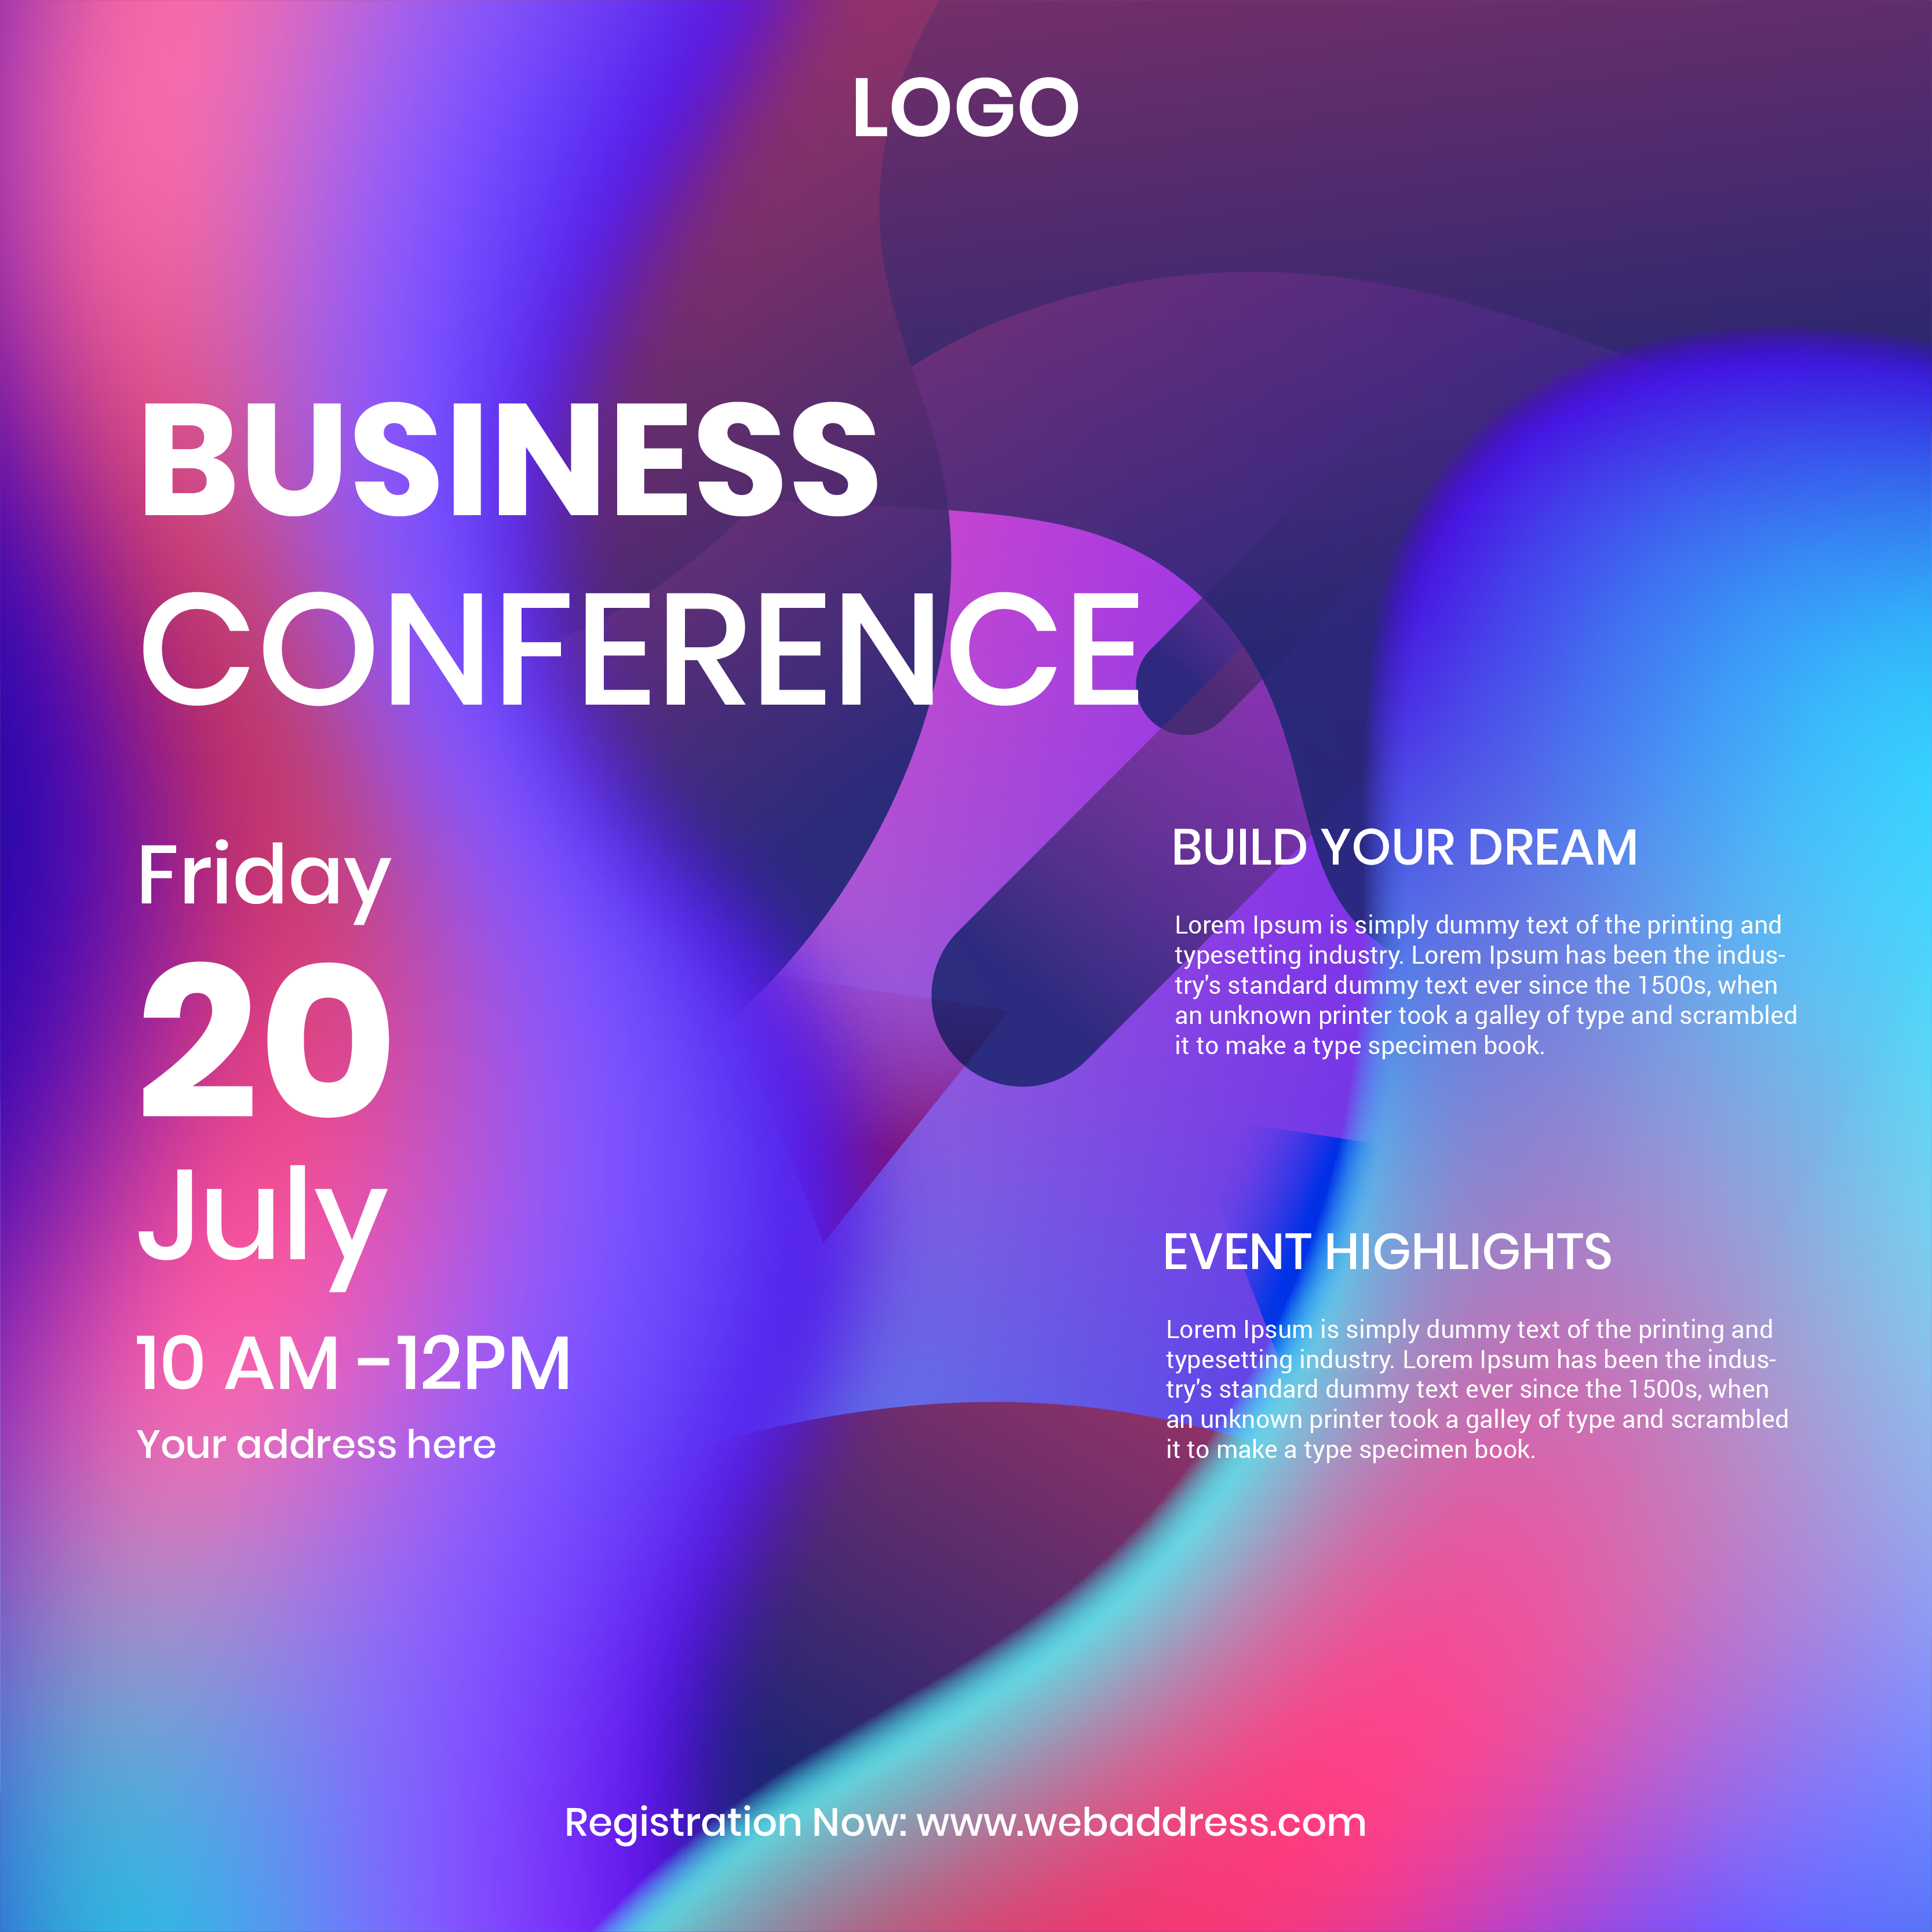 LOGO
BUSINESS
CONFERENCE
Friday
20
July
10 AM -12PM
Your address here
BUILD YOUR DREAM
Lorem Ipsum is simply dummy text of the printing and
typesetting industry. Lorem Ipsum has been the indus-
try's standard dummy text ever since the 1500s, when
an unknown printer took a galley of type and scrambled
it to make a type specimen book.
EVENT HIGHLIGHTS
Lorem Ipsum is simply dummy text of the printing and
typesetting industry. Lorem Ipsum has been the indus-
try's standard dummy text ever since the 1500s, when
an unknown printer took a galley of type and scrambled
it to make a type specimen book.
Registration Now: www.webaddress.com